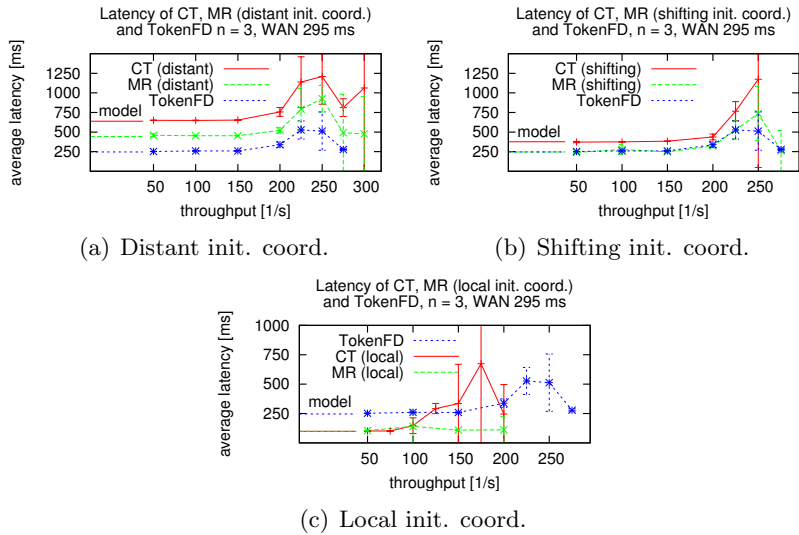 Latency of CT, MR (distant init. coord.)
and TokenFD n = 3, WAN 295 ms
average latency [ms]
1250
1000
750
500
250
CT (distant)
MR (distant)
TokenFD
model
50 100 150 200 225 250 275 300
throughput [1/s]
(a) Distant init. coord.
Latency of CT, MR (shifting init. coord.)
and TokenFD, n = 3, WAN 295 ms
average latency [ms]
1250
1000
750
500
250
CT (shifting)
MR (shifting)
TokenFD
model
50 100 150 200 250
throughput [1/s]
(b) Shifting init. coord.
Latency of CT, MR (local init. coord.)
and TokenFD, n = 3, WAN 295 ms
average latency [ms]
1000
750
500
250
TokenFD
CT (local)
MR (local)
model
50 100 150 200 250
throughput [1/s]
(c) Local init. coord.